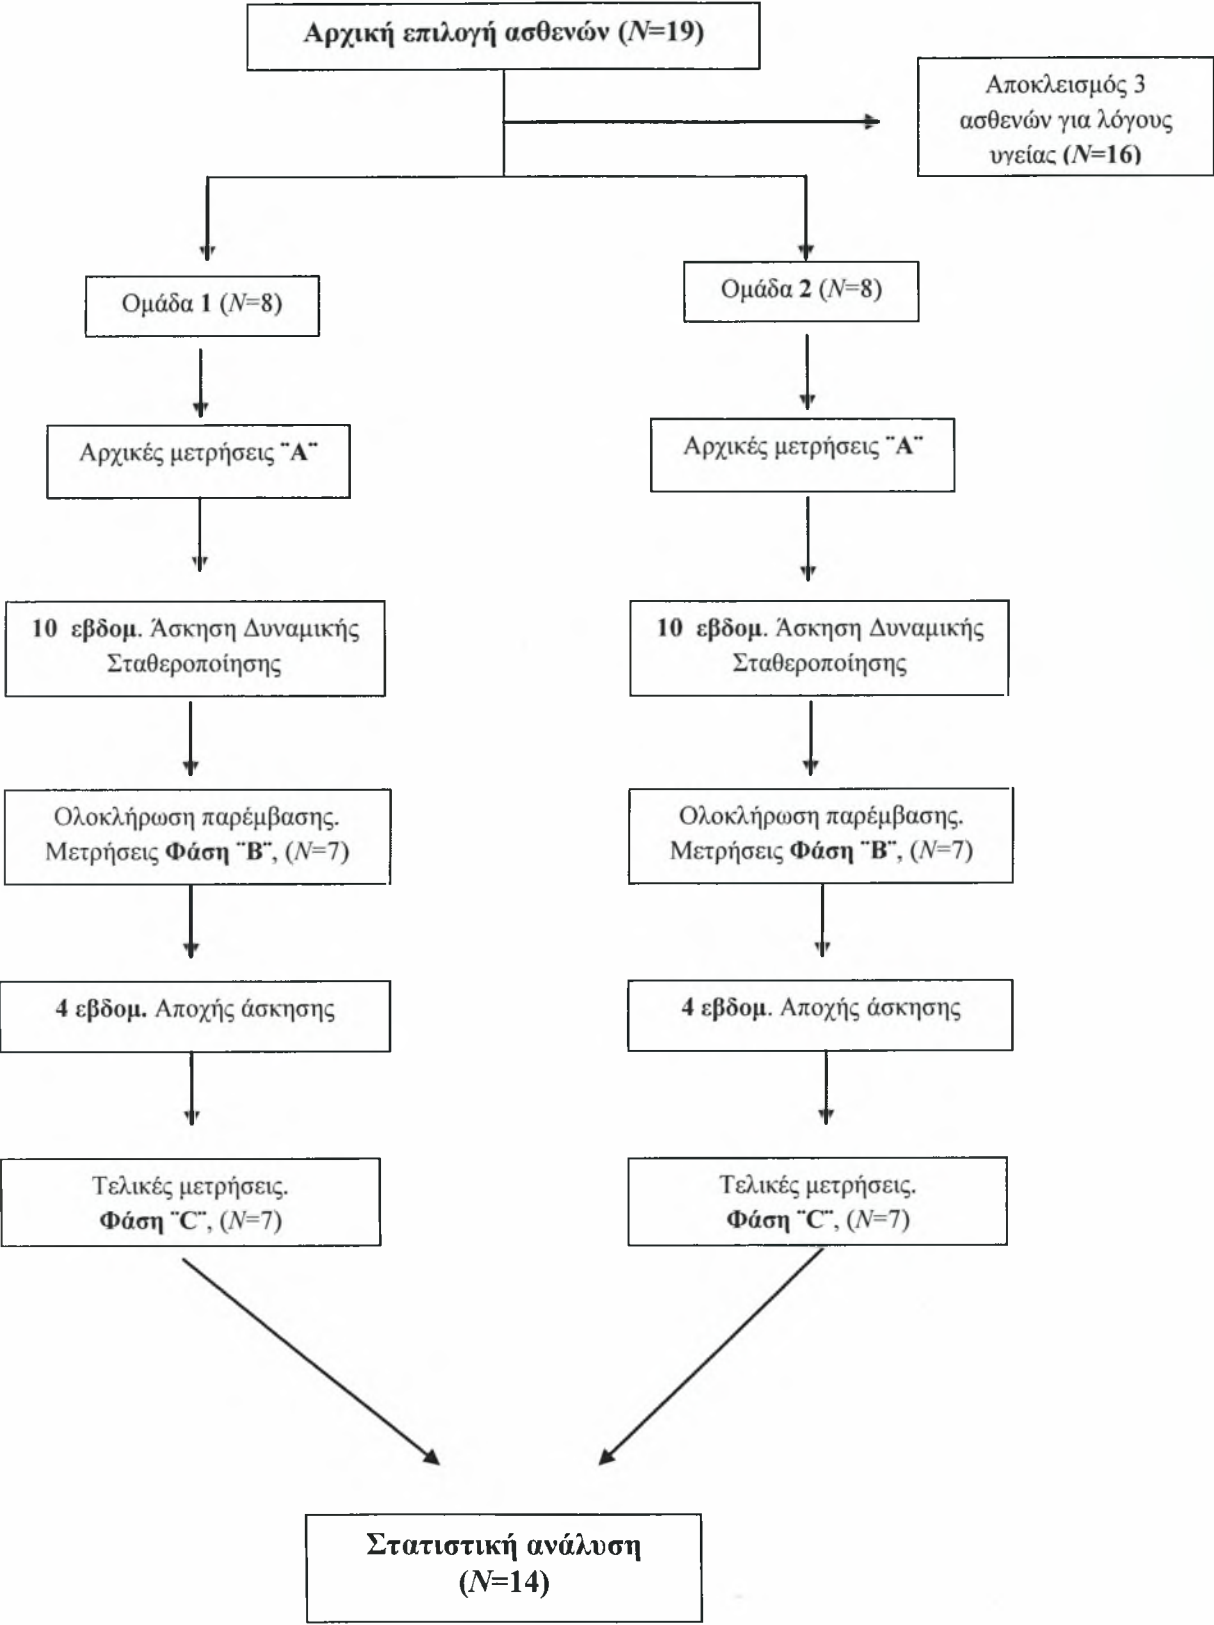 Αρχική επιλογή ασθενών (N=19)
Αποκλεισμός 3
ασθενών για λόγους
υγείας (N=16)
Ομάδα 1 (N=8)
Ομάδα 2 (N=8)
Αρχικές μετρήσεις ¨Α¨
Αρχικές μετρήσεις ¨Α¨
10 εβδομ. Άσκηση Δυναμικής
Σταθεροποίησης
10 εβδομ. Άσκηση Δυναμικής
Σταθεροποίησης
Ολοκλήρωση παρέμβασης.
Μετρήσεις Φάση ¨Β¨, (N=7)
Ολοκλήρωση παρέμβασης.
Μετρήσεις Φάση ¨Β¨, (N=7)
4 εβδομ. Αποχής άσκησης
4 εβδομ. Αποχής άσκησης
Τελικές μετρήσεις.
Φάση ¨C¨, (N=7)
Τελικές μετρήσεις.
Φάση ¨C¨, (N=7)
Στατιστική ανάλυση
(N=14)